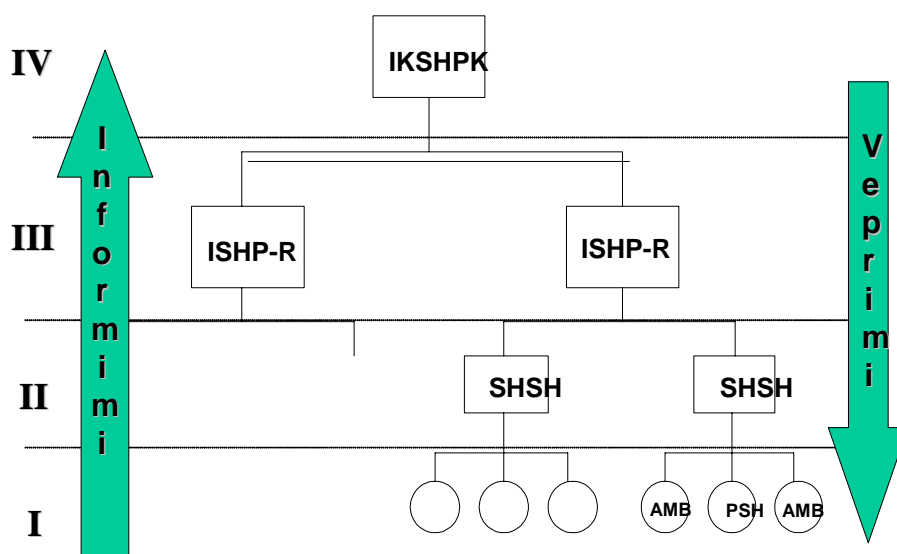 IV
IKSHPK
Informimi
Veprimi
III
ISHP-R
ISHP-R
II
SHSH
SHSH
I
AMB
PSH
AMB